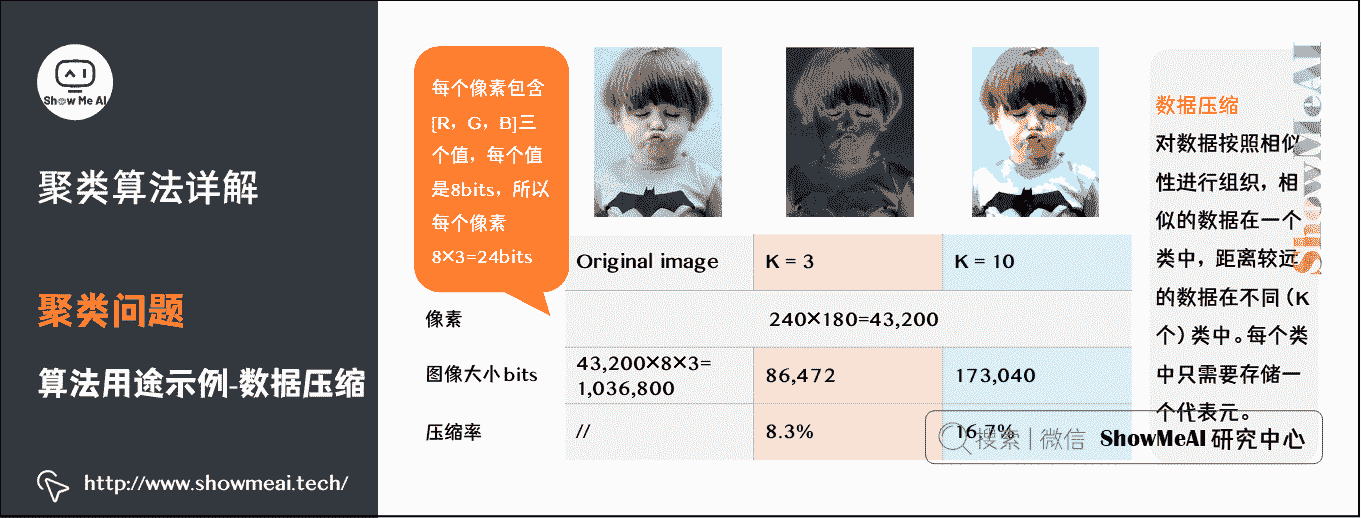 Show Me AI
聚类算法详解
聚类问题
算法用途示例-数据压缩
http://www.showmeai.tech/
每个像素包含
[R，G，B]三
个值，每个值
是8bits，所以
每个像素
8×3=24bits
Original image K = 3 K = 10
像素 240×180=43,200
图像大小bits 43,200×8×3=
1,036,800 86,472 173,040
压缩率 // 8.3% 16.7%
数据压缩
对数据按照相似
性进行组织，相
似的数据在一个
类中，距离较远
的数据在不同（K
个）类中。每个类
中只需要存储一
个代表元。
ShowMeAI
搜索 | 微信 ShowMeAI 研究中心